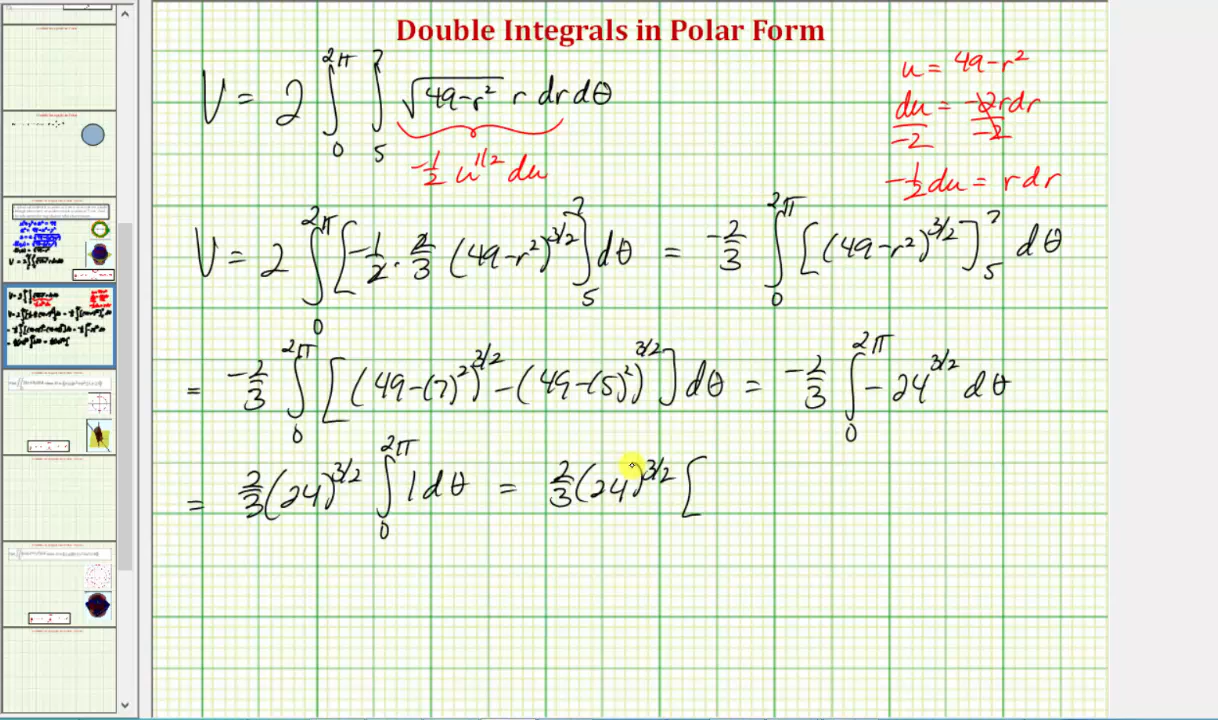 Double Integrals in Polar Form
V = 2 ∫₀^2π ∫₅^7 √(49-r²) r dr dθ
-1/2 u^1/2 du
u = 49-r²
du/-2 = -2rdr/-2
-1/2 du = rdr
V = 2 ∫₀^2π [-1/2 · 2/3 (49-r²)^3/2]₅^7 dθ = -2/3 ∫₀^2π [(49-r²)^3/2]₅^7 dθ
= -2/3 ∫₀^2π [(49-(7)²)^3/2 - (49-(5)²)^3/2] dθ = -2/3 ∫₀^2π -24^3/2 dθ
= 2/3 (24)^3/2 ∫₀^2π 1 dθ = 2/3 (24)^3/2 [